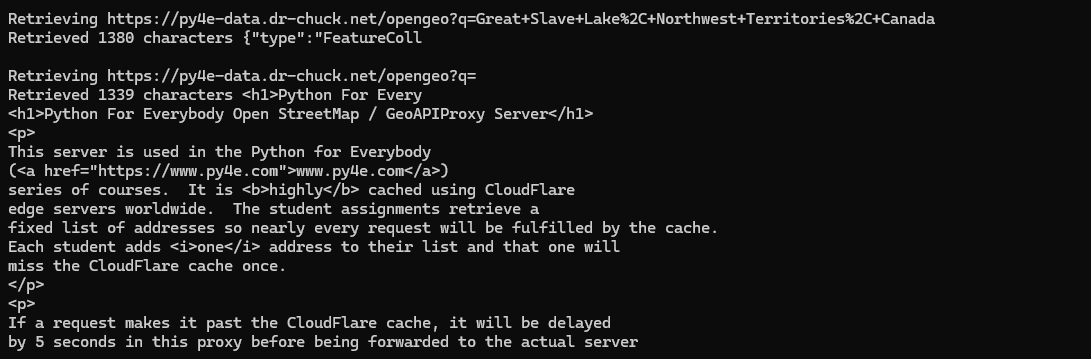 Retrieving https://py4e-data.dr-chuck.net/opengeo?q=Great+Slave+Lake%2C+Northwest+Territories%2C+Canada
Retrieved 1380 characters {"type":"FeatureColl
Retrieving https://py4e-data.dr-chuck.net/opengeo?q=
Retrieved 1339 characters <h1>Python For Every
<h1>Python For Everybody Open StreetMap / GeoAPIProxy Server</h1>
<p>
This server is used in the Python for Everybody
(<a href="https://www.py4e.com">www.py4e.com</a>)
series of courses.  It is <b>highly</b> cached using CloudFlare
edge servers worldwide.  The student assignments retrieve a
fixed list of addresses so nearly every request will be fulfilled by the cache.
Each student adds <i>one</i> address to their list and that one will
miss the CloudFlare cache once.
</p>
<p>
If a request makes it past the CloudFlare cache, it will be delayed
by 5 seconds in this proxy before being forwarded to the actual server